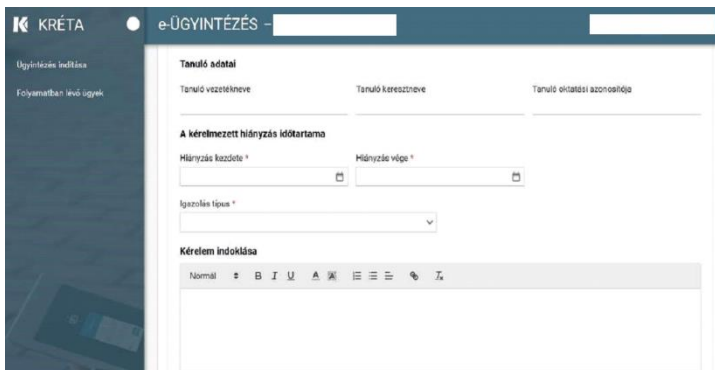 KRÉTA
e-ÜGYINTÉZÉS –
Ügyintézés indítása
Folyamatban lévő ügyek
Tanuló adatai
Tanuló vezetékneve Tanuló keresztneve Tanuló oktatási azonosítója
A kérelmezett hiányzás időtartama
Hiányzás kezdete * Hiányzás vége *
Igazolás típus *
Kérelem indoklása
Normál B I U A A